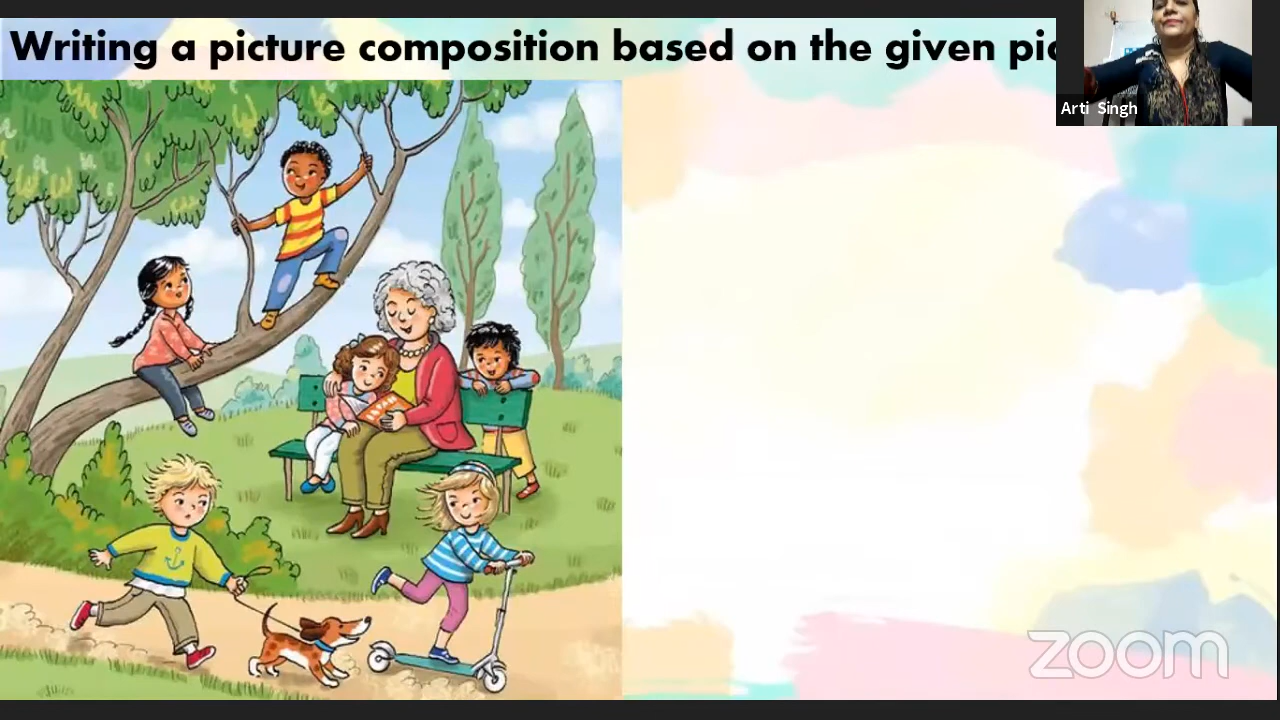 Writing a picture composition based on the given pic
Arti Singh
zoom